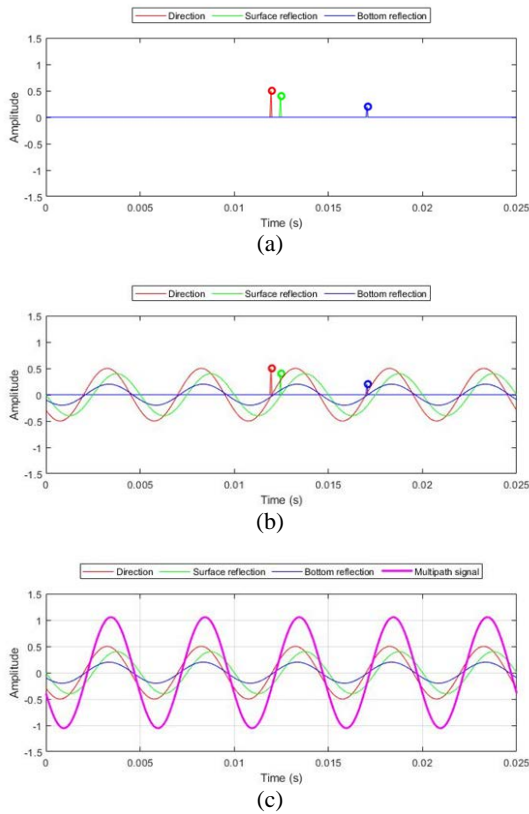 Direction Surface reflection Bottom reflection
1.5
1
0.5
0
-0.5
-1
-1.5
Amplitude
0 0.005 0.01 0.015 0.02 0.025
Time (s)
(a)
Direction Surface reflection Bottom reflection
1.5
1
0.5
0
-0.5
-1
-1.5
Amplitude
0 0.005 0.01 0.015 0.02 0.025
Time (s)
(b)
Direction Surface reflection Bottom reflection Multipath signal
1.5
1
0.5
0
-0.5
-1
-1.5
Amplitude
0 0.005 0.01 0.015 0.02 0.025
Time (s)
(c)